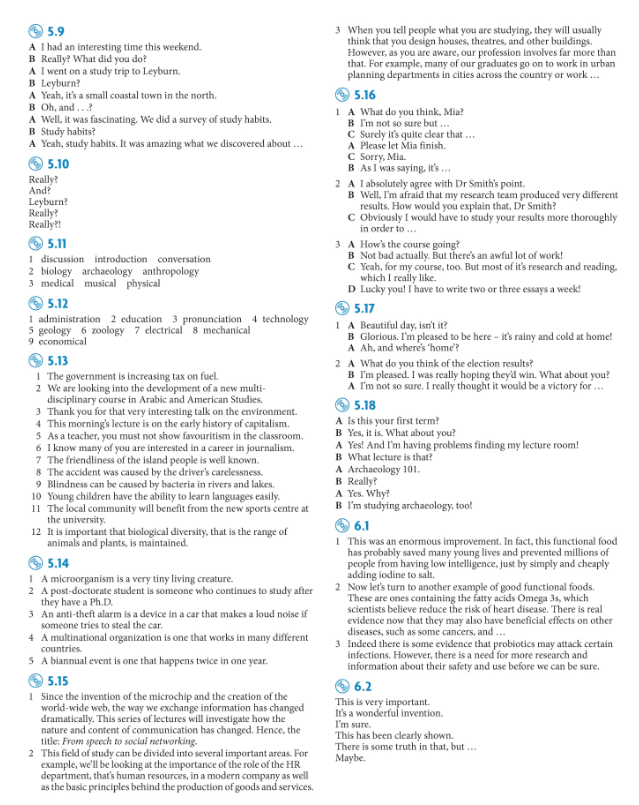 5.9
A I had an interesting time this weekend.
B Really? What did you do?
A I went on a study trip to Leyburn.
B Leyburn?
A Yeah, it's a small coastal town in the north.
B Oh, and . . .?
A Well, it was fascinating. We did a survey of study habits.
B Study habits?
A Yeah, study habits. It was amazing what we discovered about …
5.10
Really?
And?
Leyburn?
Really?
Really?!
5.11
1 discussion introduction conversation
2 biology archaeology anthropology
3 medical musical physical
5.12
1 administration 2 education 3 pronunciation 4 technology
5 geology 6 zoology 7 electrical 8 mechanical
9 economical
5.13
1 The government is increasing tax on fuel.
2 We are looking into the development of a new multi-
disciplinary course in Arabic and American Studies.
3 Thank you for that very interesting talk on the environment.
4 This morning's lecture is on the early history of capitalism.
5 As a teacher, you must not show favouritism in the classroom.
6 I know many of you are interested in a career in journalism.
7 The friendliness of the island people is well known.
8 The accident was caused by the driver's carelessness.
9 Blindness can be caused by bacteria in rivers and lakes.
10 Young children have the ability to learn languages easily.
11 The local community will benefit from the new sports centre at
the university.
12 It is important that biological diversity, that is the range of
animals and plants, is maintained.
5.14
1 A microorganism is a very tiny living creature.
2 A post-doctorate student is someone who continues to study after
they have a Ph.D.
3 An anti-theft alarm is a device in a car that makes a loud noise if
someone tries to steal the car.
4 A multinational organization is one that works in many different
countries.
5 A biannual event is one that happens twice in one year.
5.15
1 Since the invention of the microchip and the creation of the
world-wide web, the way we exchange information has changed
dramatically. This series of lectures will investigate how the
nature and content of communication has changed. Hence, the
title: From speech to social networking.
2 This field of study can be divided into several important areas. For
example, we'll be looking at the importance of the role of the HR
department, that's human resources, in a modern company as well
as the basic principles behind the production of goods and services.
3 When you tell people what you are studying, they will usually
think that you design houses, theatres, and other buildings.
However, as you are aware, our profession involves far more than
that. For example, many of our graduates go on to work in urban
planning departments in cities across the country or work …
5.16
1 A What do you think, Mia?
B I'm not so sure but …
C Surely it's quite clear that …
A Please let Mia finish.
C Sorry, Mia.
B As I was saying, it's …
2 A I absolutely agree with Dr Smith's point.
B Well, I'm afraid that my research team produced very different
results. How would you explain that, Dr Smith?
C Obviously I would have to study your results more thoroughly
in order to …
3 A How's the course going?
B Not bad actually. But there's an awful lot of work!
C Yeah, for my course, too. But most of it's research and reading,
which I really like.
D Lucky you! I have to write two or three essays a week!
5.17
1 A Beautiful day, isn't it?
B Glorious. I'm pleased to be here – it's rainy and cold at home!
A Ah, and where's 'home'?
2 A What do you think of the election results?
B I'm pleased. I was really hoping they'd win. What about you?
A I'm not so sure. I really thought it would be a victory for …
5.18
A Is this your first term?
B Yes, it is. What about you?
A Yes! And I'm having problems finding my lecture room!
B What lecture is that?
A Archaeology 101.
B Really?
A Yes. Why?
B I'm studying archaeology, too!
6.1
1 This was an enormous improvement. In fact, this functional food
has probably saved many young lives and prevented millions of
people from having low intelligence, just by simply and cheaply
adding iodine to salt.
2 Now let's turn to another example of good functional foods.
These are ones containing the fatty acids Omega 3s, which
scientists believe reduce the risk of heart disease. There is real
evidence now that they may also have beneficial effects on other
diseases, such as some cancers, and …
3 Indeed there is some evidence that probiotics may attack certain
infections. However, there is a need for more research and
information about their safety and use before we can be sure.
6.2
This is very important.
It's a wonderful invention.
I'm sure.
This has been clearly shown.
There is some truth in that, but …
Maybe.